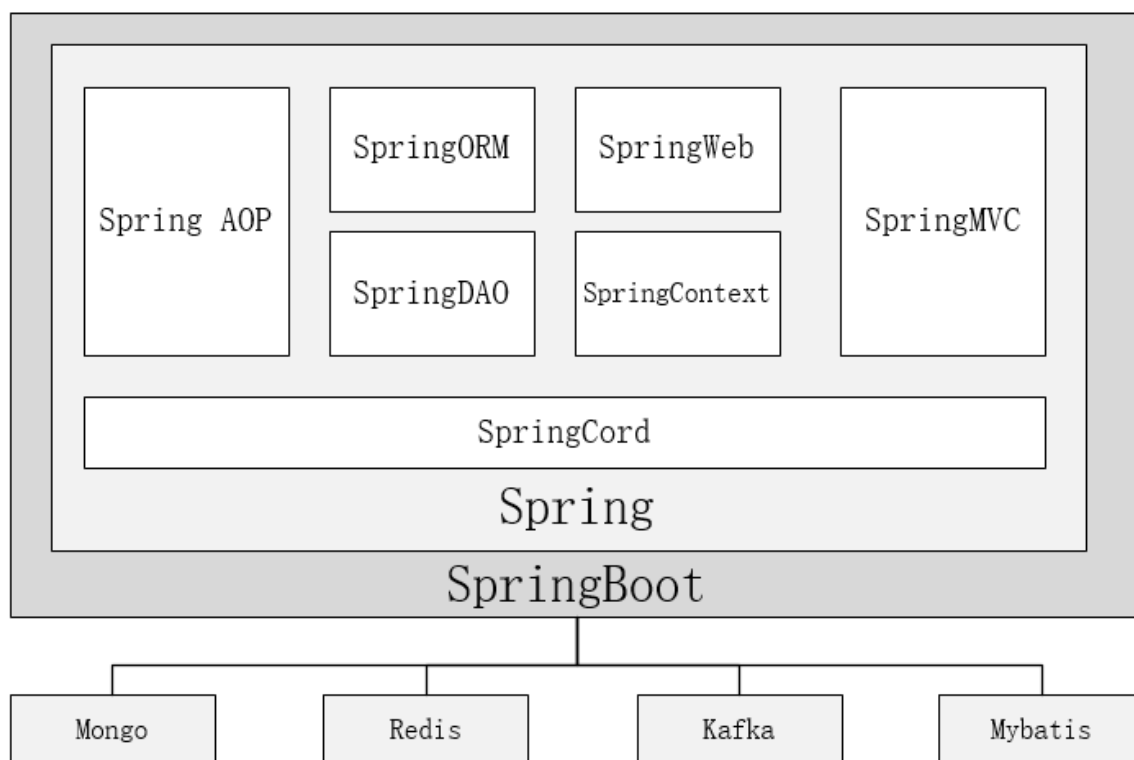 SpringORM
SpringWeb
Spring AOP
SpringMVC
SpringDAO
SpringContext
SpringCord
Spring
SpringBoot
Mongo
Redis
Kafka
Mybatis